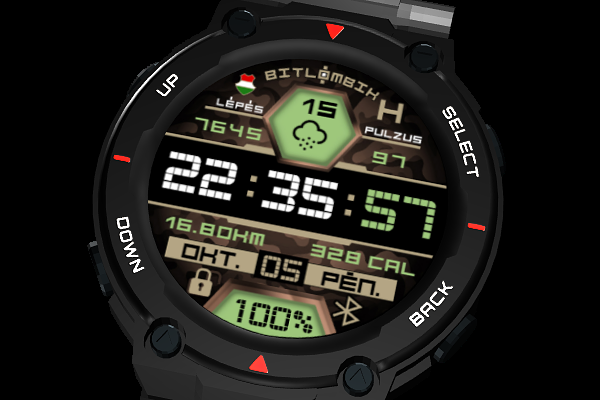 UP
SELECT
DOWN
BACK
BITLOMBIK
15
H
LÉPÉS
7645
PULZUS
97
22:35:57
16.80KM
328 CAL
OKT. 05 PÉN.
100%